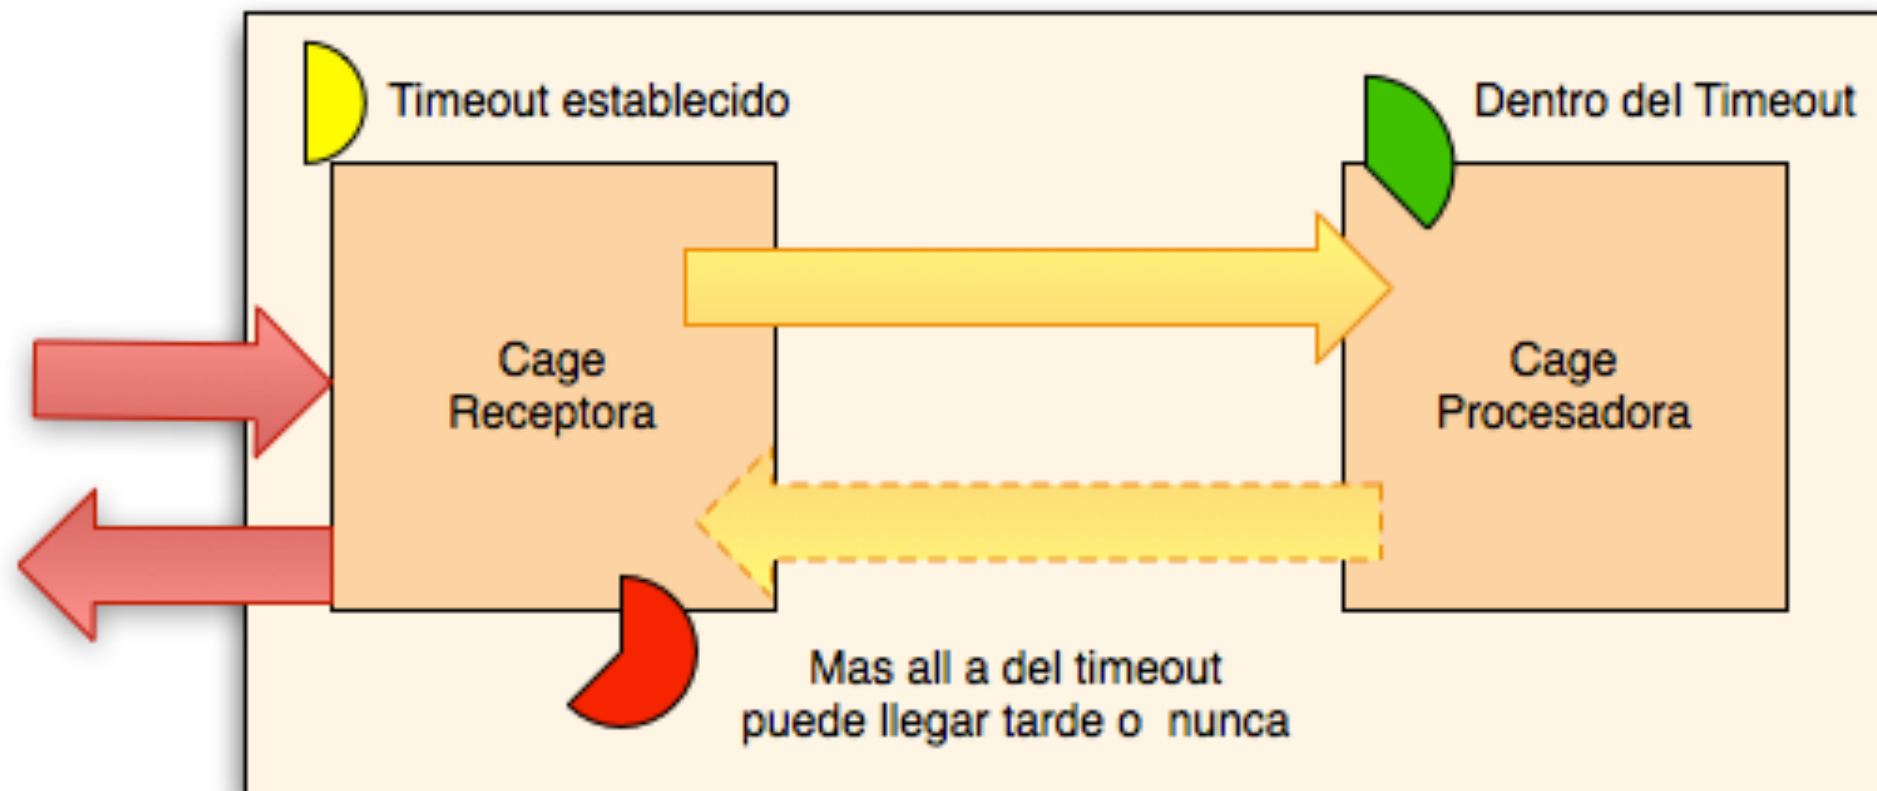 Timeout establecido
Dentro del Timeout
Cage
Receptora
Cage
Procesadora
Mas all a del timeout
puede llegar tarde o nunca